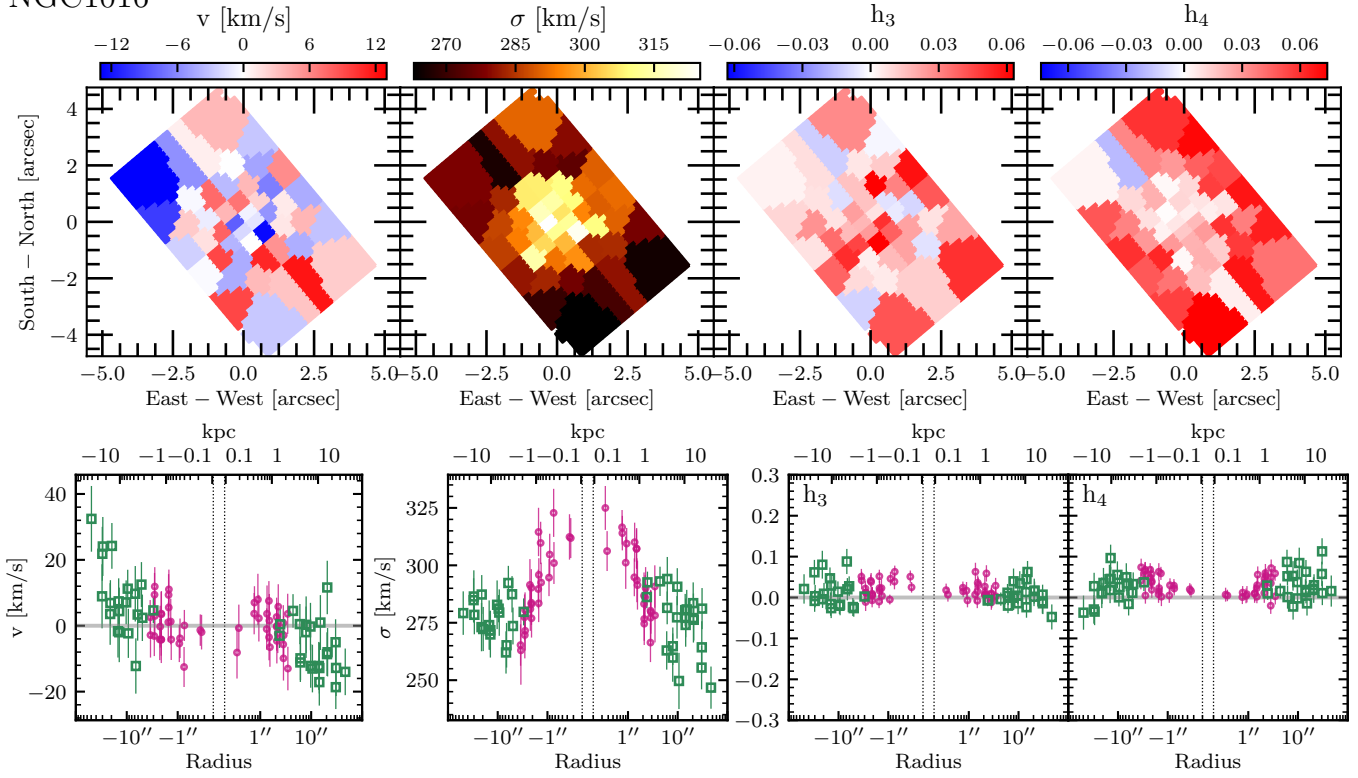 v [km/s] σ [km/s] h₃ h₄
−12 −6 0 6 12 270 285 300 315 −0.06 −0.03 0.00 0.03 0.06 −0.06 −0.03 0.00 0.03 0.06
4
2
0
−2
−4
South − North [arcsec]
−5.0 −2.5 0.0 2.5 5.0 −5.0 −2.5 0.0 2.5 5.0 −5.0 −2.5 0.0 2.5 5.0 −5.0 −2.5 0.0 2.5 5.0
East − West [arcsec] East − West [arcsec] East − West [arcsec] East − West [arcsec]
kpc kpc kpc kpc
−10 −1 −0.1 0.1 1 10 −10 −1 −0.1 0.1 1 10 −10 −1 −0.1 0.1 1 10 −10 −1 −0.1 0.1 1 10
v [km/s]
40
20
0
−20
σ [km/s]
325
300
275
250
h₃ h₄
0.3
0.2
0.1
0.0
−0.1
−0.2
−0.3
−10″ −1″ 1″ 10″ −10″ −1″ 1″ 10″ −10″ −1″ 1″ 10″ −10″ −1″ 1″ 10″
Radius Radius Radius Radius